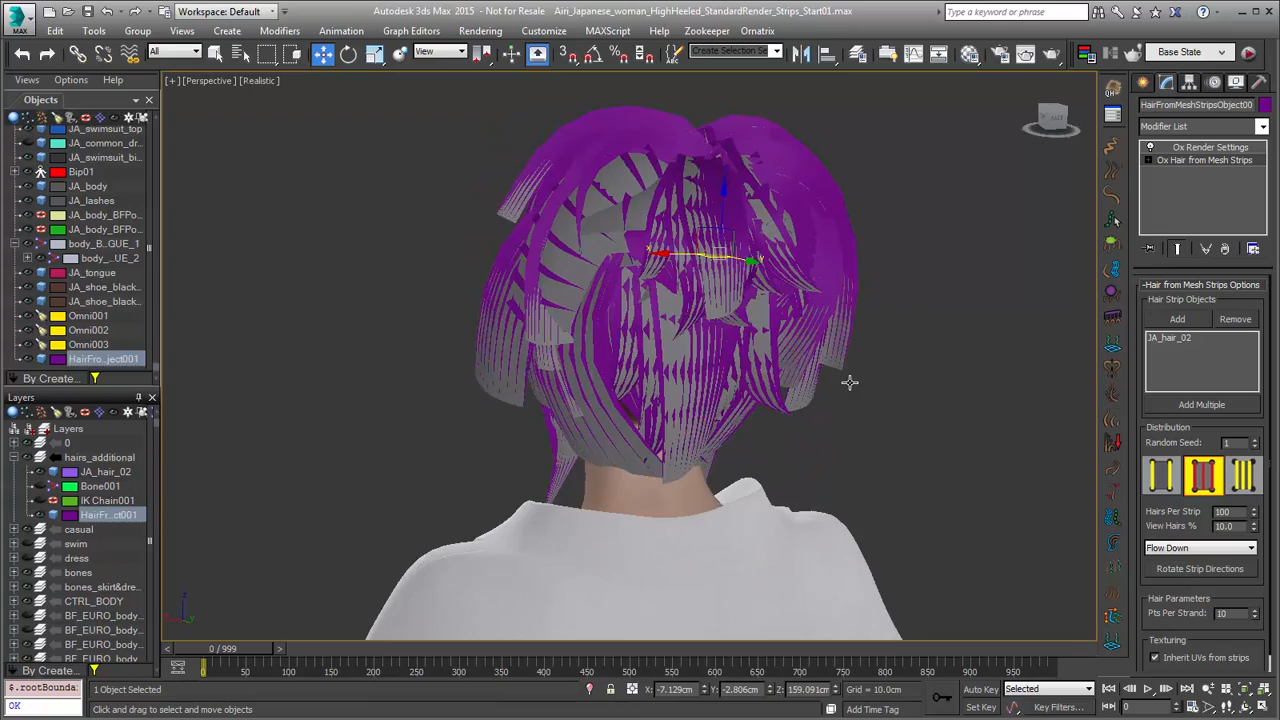 MAX
Workspace: Default
Autodesk 3ds Max 2015 - Not for Resale
Airi_Japanese_woman_HighHeeled_StandardRender_Strips_Start01.max
Type a keyword or phrase
Edit Tools Group Views Create Modifiers Animation Graph Editors Rendering Customize MAXScript Help Zookeeper Ornatrix
All View Create Selection Se Base State
Views Options Help
[+] [Perspective] [Realistic]
Objects
JA_swimsuit_top
JA_common_dr...
JA_swimsuit_bi...
Bip01
JA_body
JA_lashes
JA_body_BFPo...
JA_body_BFPo...
body_B..GUE_1
body_..UE_2
JA_tongue
JA_shoe_black...
JA_shoe_black...
Omni001
Omni002
Omni003
HairFro..ject001
By Create...
Layers
Layers
0
hairs_additional
JA_hair_02
Bone001
IK Chain001
HairFr...ct001
casual
swim
dress
bones
bones_skirt&dre...
CTRL_BODY
BF_EURO_body...
BF_EURO_body...
BF_EURO_body...
BF_EURO_body...
By Create...
HairFromMeshStripsObject00
Modifier List
Ox Render Settings
Ox Hair from Mesh Strips
Hair from Mesh Strips Options
Hair Strip Objects
Add Remove
JA_hair_02
Add Multiple
Distribution
Random Seed: 1
Hairs Per Strip 100
View Hairs % 10.0
Flow Down
Rotate Strip Directions
Hair Parameters
Pts Per Strand: 10
Texturing
Inherit UVs from strips
0 / 999
0 50 100 150 200 250 300 350 400 450 500 550 600 650 700 750 800 850 900 950
$.rootBounda
OK
1 Object Selected
Click and drag to select and move objects
X: -7.129cm Y: -2.806cm Z: 159.091cm Grid = 10.0cm
Add Time Tag
Auto Key Selected
Set Key Key Filters...
0